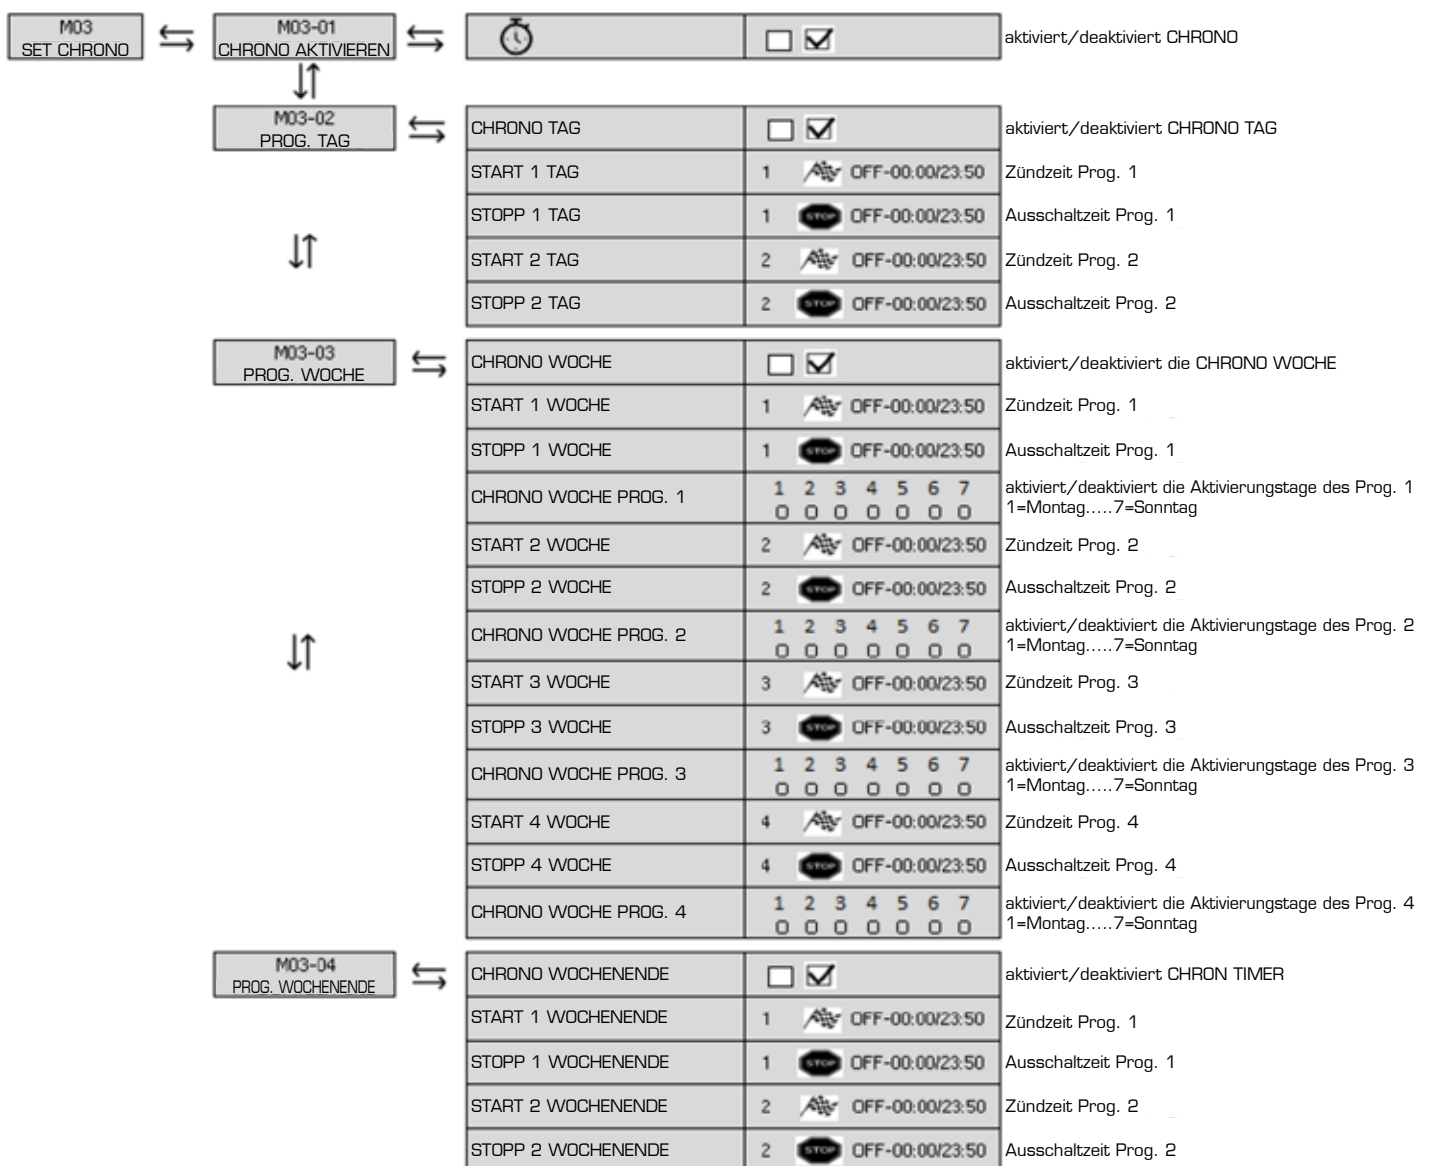 M03
SET CHRONO
M03-01
CHRONO AKTIVIEREN
aktiviert/deaktiviert CHRONO
M03-02
PROG. TAG
CHRONO TAG
aktiviert/deaktiviert CHRONO TAG
START 1 TAG 1 OFF-00:00/23:50 Zündzeit Prog. 1
STOPP 1 TAG 1 STOP OFF-00:00/23:50 Ausschaltzeit Prog. 1
START 2 TAG 2 OFF-00:00/23:50 Zündzeit Prog. 2
STOPP 2 TAG 2 STOP OFF-00:00/23:50 Ausschaltzeit Prog. 2
M03-03
PROG. WOCHE
CHRONO WOCHE
aktiviert/deaktiviert die CHRONO WOCHE
START 1 WOCHE 1 OFF-00:00/23:50 Zündzeit Prog. 1
STOPP 1 WOCHE 1 STOP OFF-00:00/23:50 Ausschaltzeit Prog. 1
CHRONO WOCHE PROG. 1
1 2 3 4 5 6 7
aktiviert/deaktiviert die Aktivierungstage des Prog. 1
1=Montag.....7=Sonntag
START 2 WOCHE 2 OFF-00:00/23:50 Zündzeit Prog. 2
STOPP 2 WOCHE 2 STOP OFF-00:00/23:50 Ausschaltzeit Prog. 2
CHRONO WOCHE PROG. 2
1 2 3 4 5 6 7
aktiviert/deaktiviert die Aktivierungstage des Prog. 2
1=Montag.....7=Sonntag
START 3 WOCHE 3 OFF-00:00/23:50 Zündzeit Prog. 3
STOPP 3 WOCHE 3 STOP OFF-00:00/23:50 Ausschaltzeit Prog. 3
CHRONO WOCHE PROG. 3
1 2 3 4 5 6 7
aktiviert/deaktiviert die Aktivierungstage des Prog. 3
1=Montag.....7=Sonntag
START 4 WOCHE 4 OFF-00:00/23:50 Zündzeit Prog. 4
STOPP 4 WOCHE 4 STOP OFF-00:00/23:50 Ausschaltzeit Prog. 4
CHRONO WOCHE PROG. 4
1 2 3 4 5 6 7
aktiviert/deaktiviert die Aktivierungstage des Prog. 4
1=Montag.....7=Sonntag
M03-04
PROG. WOCHENENDE
CHRONO WOCHENENDE
aktiviert/deaktiviert CHRON TIMER
START 1 WOCHENENDE 1 OFF-00:00/23:50 Zündzeit Prog. 1
STOPP 1 WOCHENENDE 1 STOP OFF-00:00/23:50 Ausschaltzeit Prog. 1
START 2 WOCHENENDE 2 OFF-00:00/23:50 Zündzeit Prog. 2
STOPP 2 WOCHENENDE 2 STOP OFF-00:00/23:50 Ausschaltzeit Prog. 2